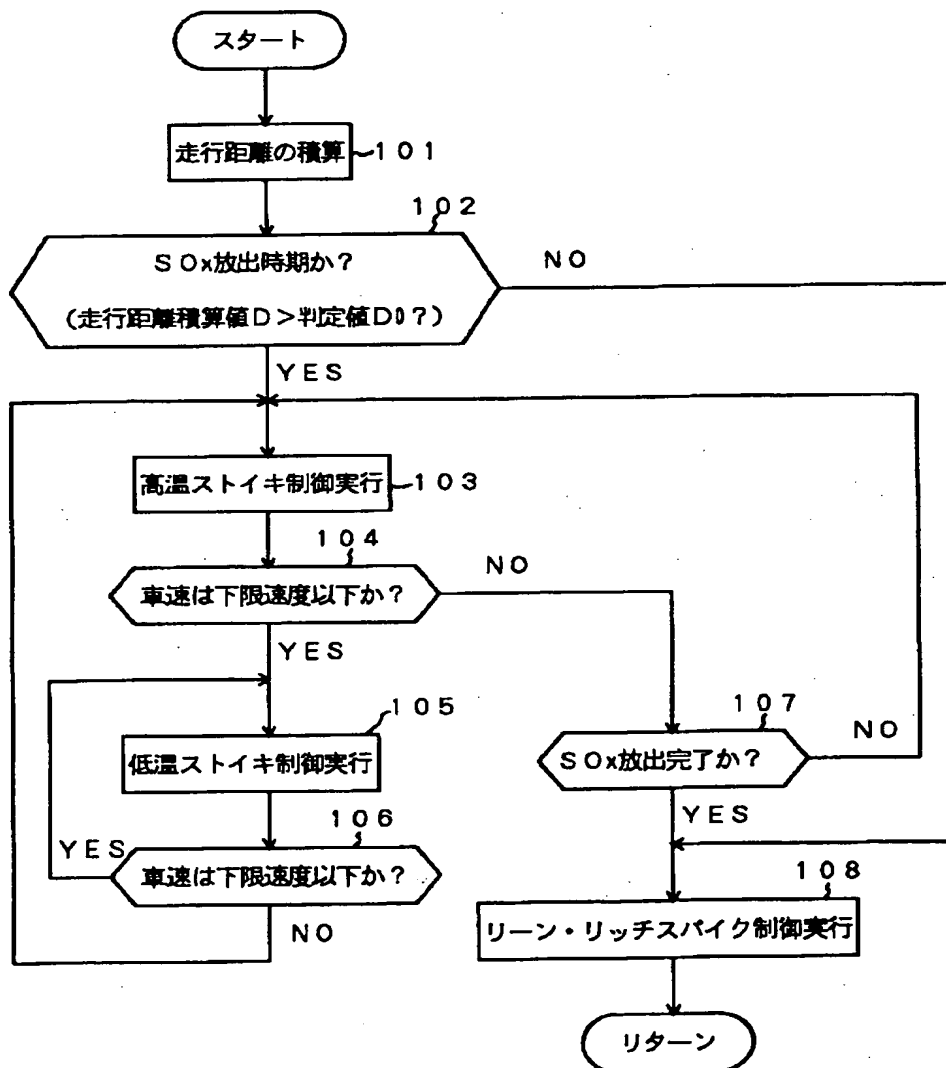 スタート
走行距離の積算
101
102
SOx放出時期か?
(走行距離積算値D>判定値D0?)
NO
YES
高温ストイキ制御実行
103
104
車速は下限速度以下か?
NO
YES
105
低温ストイキ制御実行
107
SOx放出完了か?
NO
YES
106
車速は下限速度以下か?
YES
NO
108
リーン・リッチスパイク制御実行
リターン